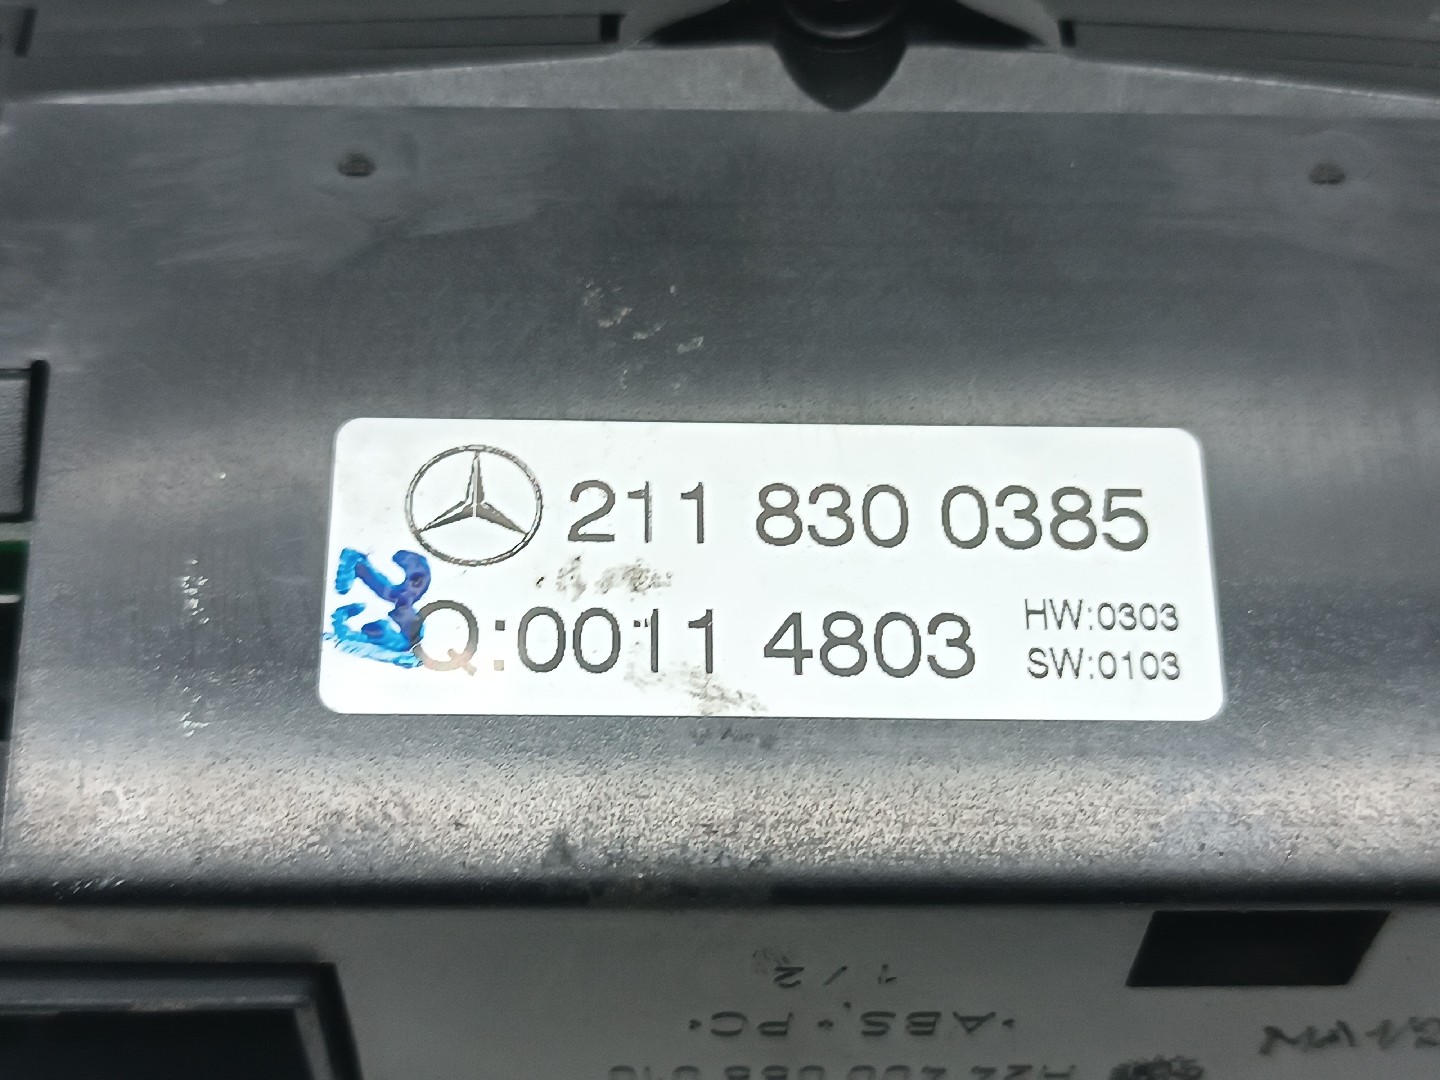 211 830 0385
Q:0011 4803
HW:0303
SW:0103
1/2
·ABS+PC·